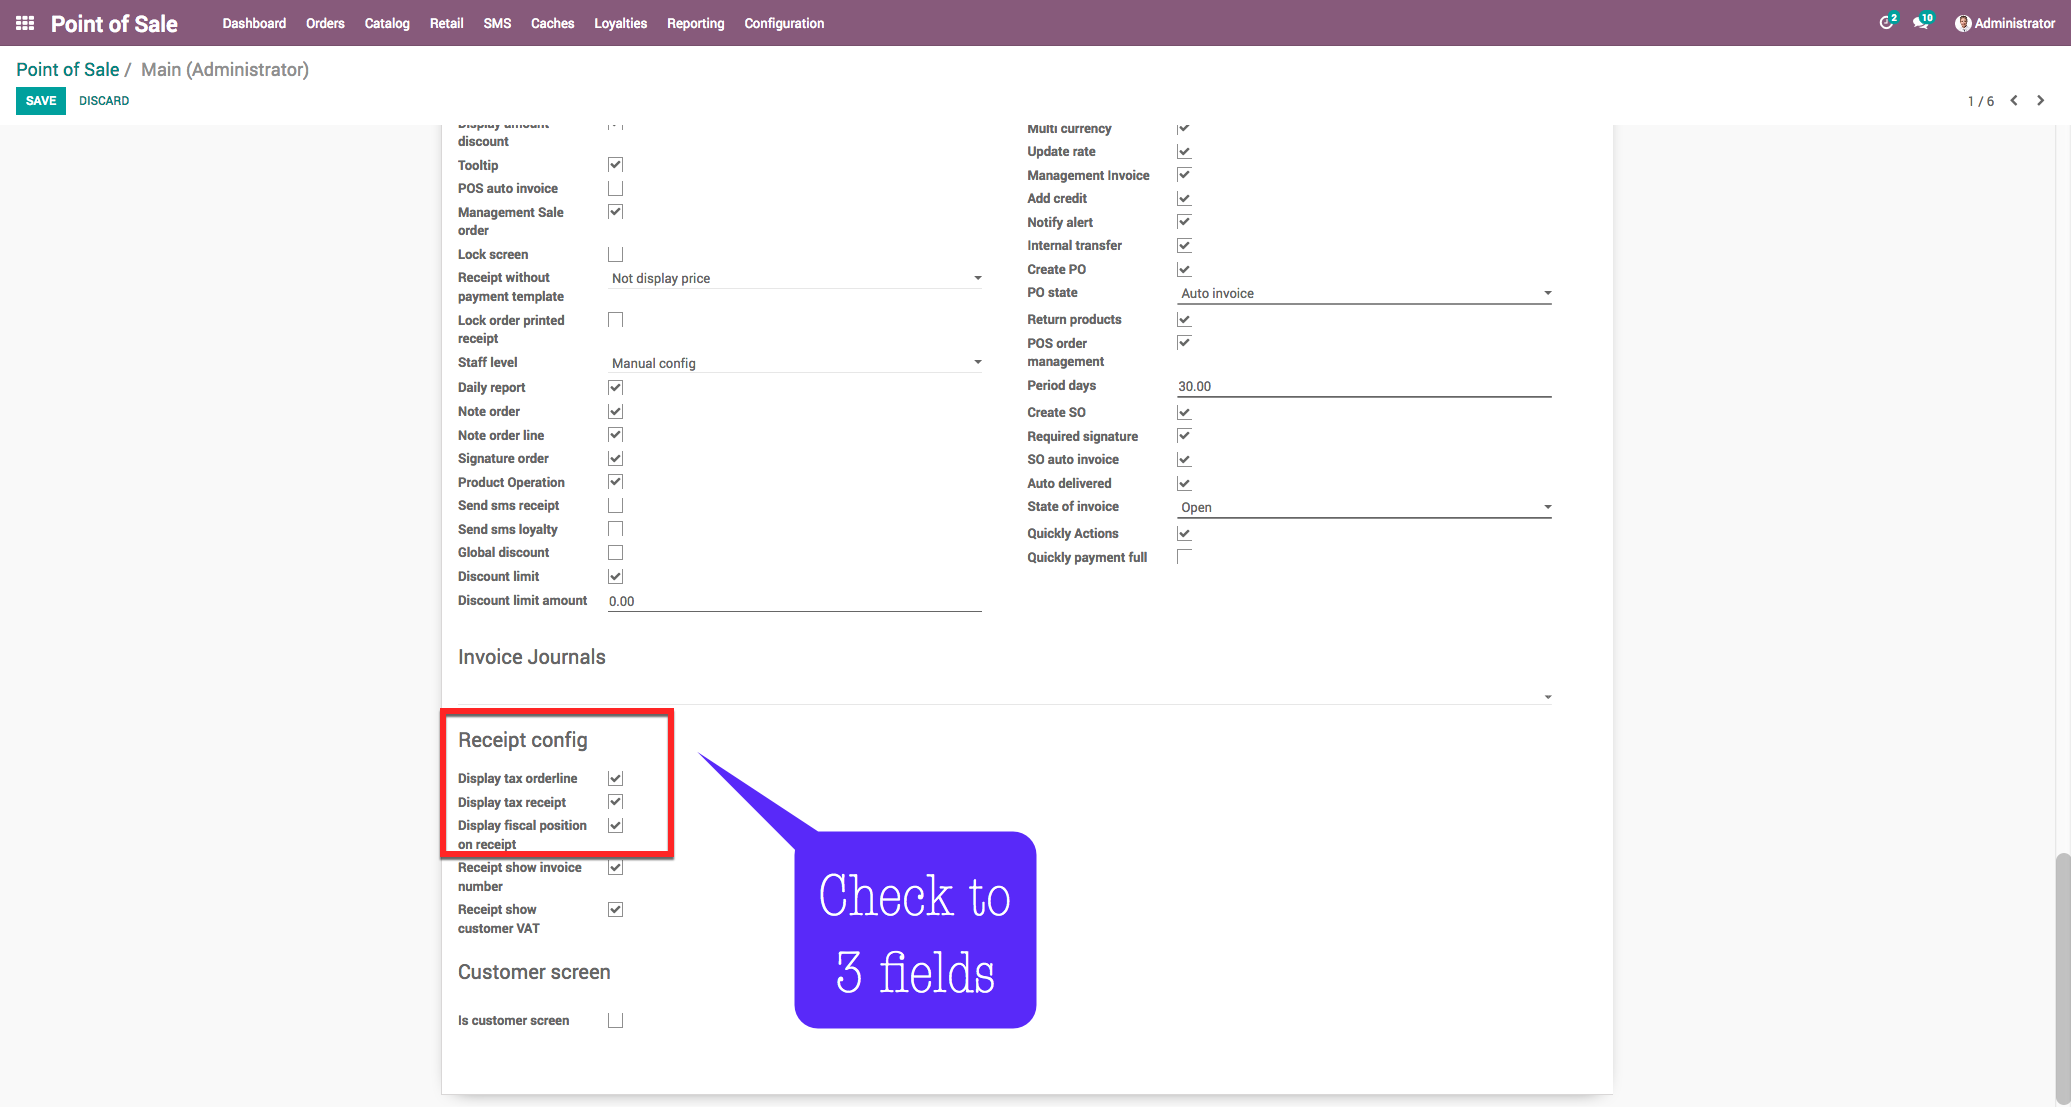 Point of Sale Dashboard Orders Catalog Retail SMS Caches Loyalties Reporting Configuration 2 10 Administrator
Point of Sale / Main (Administrator)
SAVE DISCARD 1 / 6
Display amount
discount
Tooltip
POS auto invoice
Management Sale
order
Lock screen
Receipt without
payment template
Not display price
Lock order printed
receipt
Staff level Manual config
Daily report
Note order
Note order line
Signature order
Product Operation
Send sms receipt
Send sms loyalty
Global discount
Discount limit
Discount limit amount 0.00
Multi currency
Update rate
Management Invoice
Add credit
Notify alert
Internal transfer
Create PO
PO state Auto invoice
Return products
POS order
management
Period days 30.00
Create SO
Required signature
SO auto invoice
Auto delivered
State of invoice Open
Quickly Actions
Quickly payment full
Invoice Journals
Receipt config
Display tax orderline
Display tax receipt
Display fiscal position
on receipt
Receipt show invoice
number
Receipt show
customer VAT
Check to
3 fields
Customer screen
Is customer screen